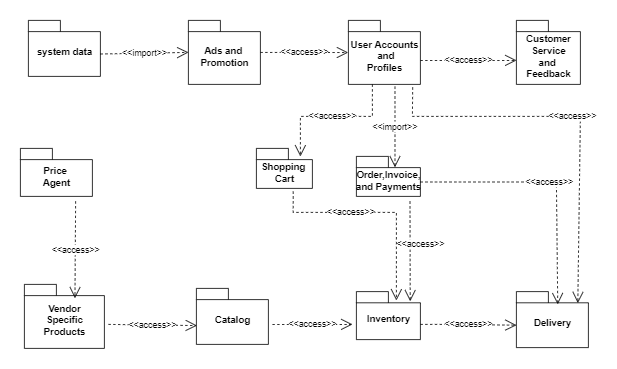 system data
<<import>>
Ads and
Promotion
<<access>>
User Accounts
and
Profiles
<<access>>
Customer
Service
and
Feedback
<<access>>
<<import>>
<<access>>
Price
Agent
Shopping
Cart
Order,Invoice,
and Payments
<<access>>
<<access>>
<<access>>
<<access>>
Vendor
Specific
Products
<<access>>
Catalog
<<access>>
Inventory
<<access>>
Delivery